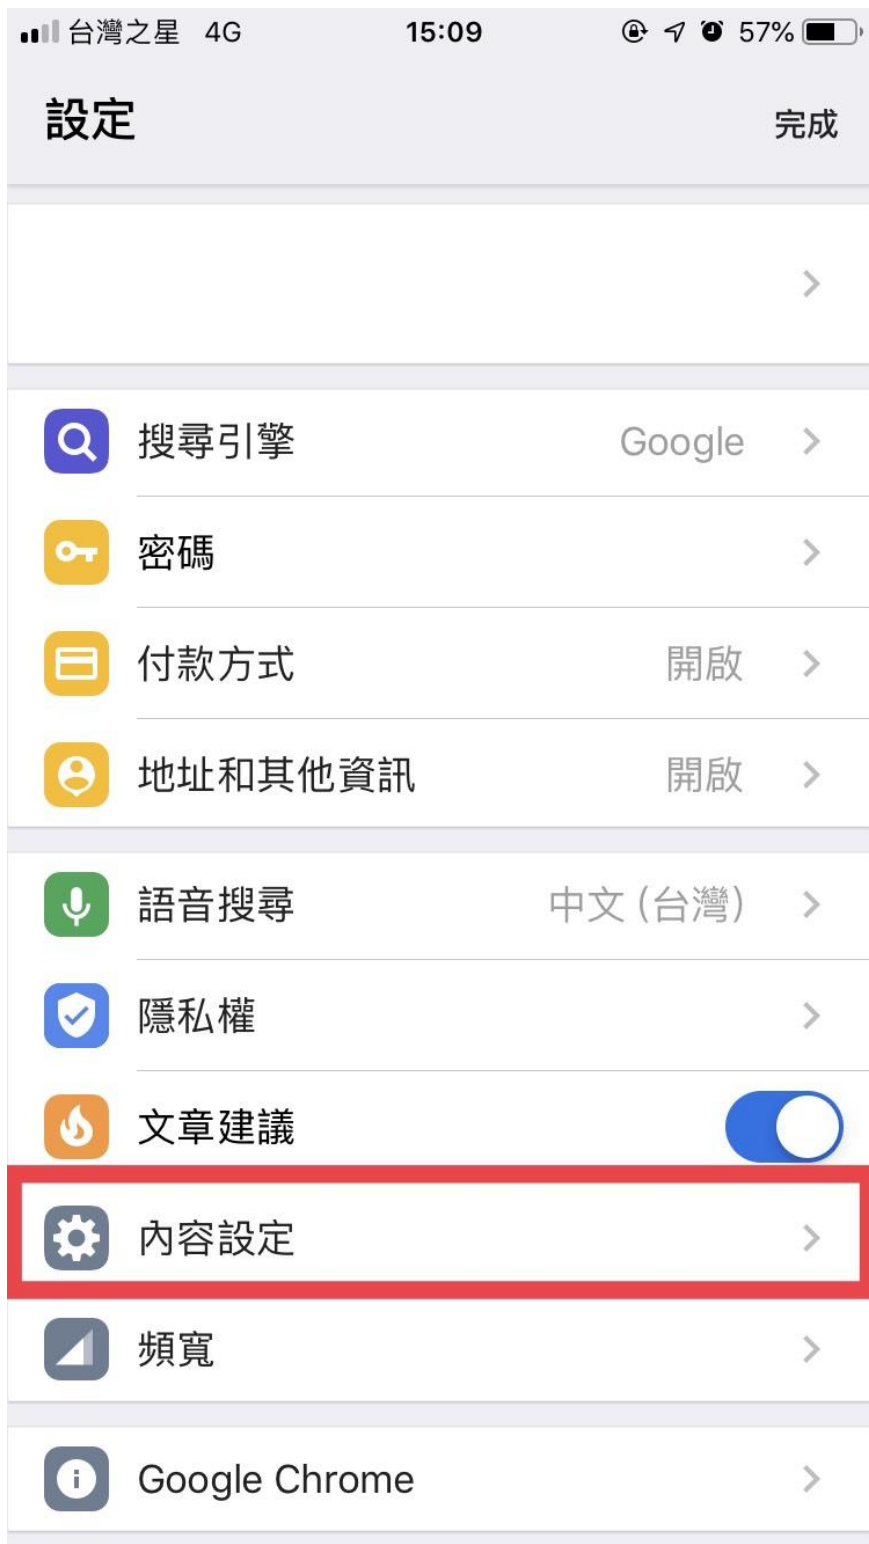 台灣之星 4G 15:09 57%
設定 完成
搜尋引擎 Google
密碼
付款方式 開啟
地址和其他資訊 開啟
語音搜尋 中文 (台灣)
隱私權
文章建議
內容設定
頻寬
Google Chrome